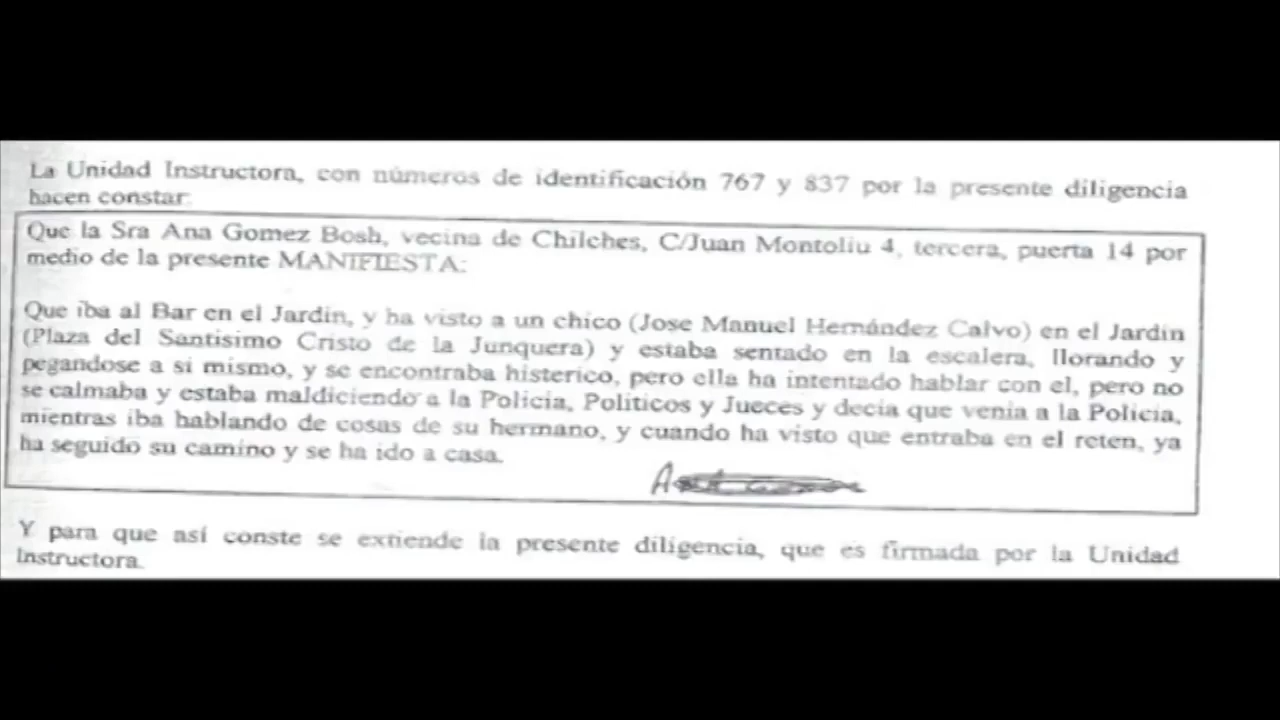 La Unidad Instructora, con números de identificación 767 y 837 por la presente diligencia
hacen constar:
Que la Sra Ana Gomez Bosh, vecina de Chilches, C/Juan Montoliu 4, tercera, puerta 14 por
medio de la presente MANIFIESTA:
Que iba al Bar en el Jardin, y ha visto a un chico (Jose Manuel Hernández Calvo) en el Jardin
(Plaza del Santisimo Cristo de la Junquera) y estaba sentado en la escalera, llorando y
pegandose a si mismo, y se encontraba histerico, pero ella ha intentado hablar con el, pero no
se calmaba y estaba maldiciendo a la Policia, Politicos y Jueces y decia que venia a la Policia,
mientras iba hablando de cosas de su hermano, y cuando ha visto que entraba en el reten, ya
ha seguido su camino y se ha ido a casa.
Y para que así conste se extiende la presente diligencia, que es firmada por la Unidad
Instructora.